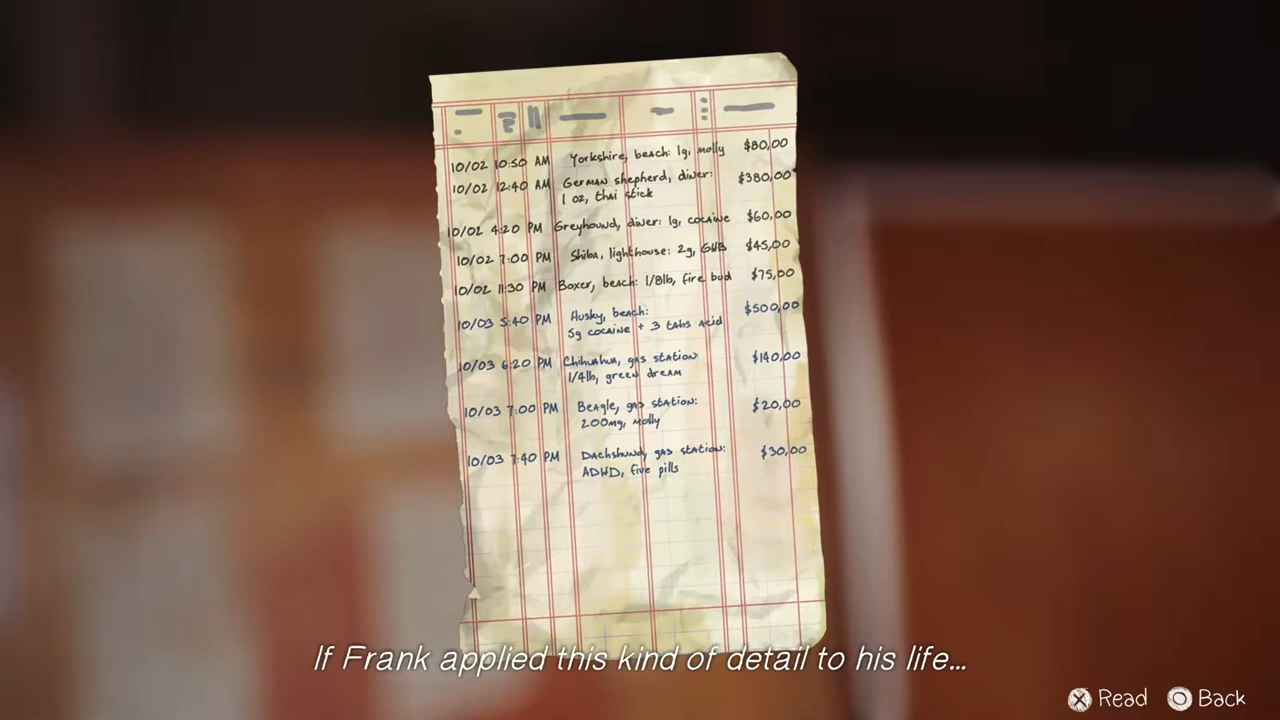 10/02 10:50 AM Yorkshire, beach: 1g, molly $80,00
10/02 12:40 AM German shepherd, diner: $380,00
1 oz, thai stick
10/02 4:20 PM Greyhound, diner: 1g, cocaine $60,00
10/02 7:00 PM Shiba, lighthouse: 2g, GHB $45,00
10/02 11:30 PM Boxer, beach: 1/8lb, fire bud $75,00
10/03 5:40 PM Husky, beach: $500,00
5g cocaine + 3 tabs acid
10/03 6:20 PM Chihuahua, gas station: $140,00
1/4lb, green dream
10/03 7:00 PM Beagle, gas station: $20,00
200mg, molly
10/03 7:40 PM Dachshund, gas station: $30,00
ADHD, five pills
If Frank applied this kind of detail to his life...
Read Back